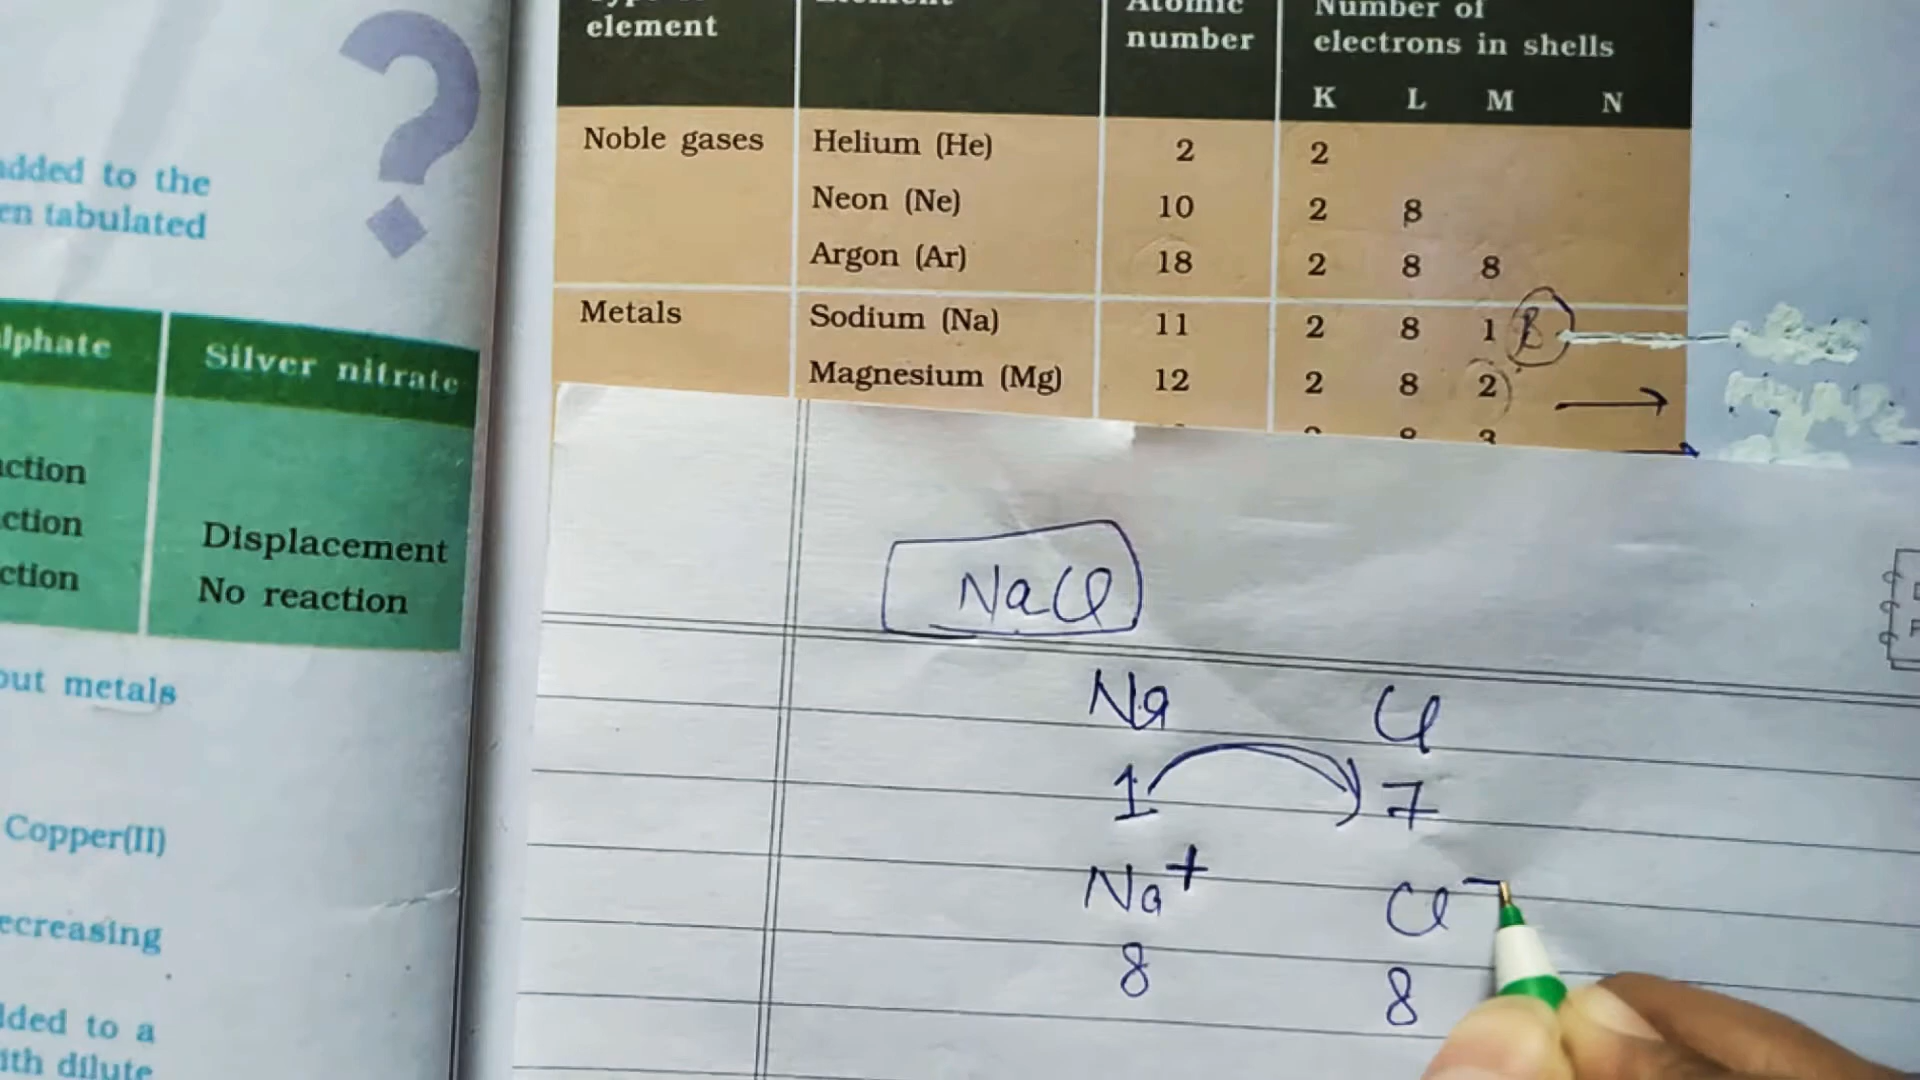 added to the
en tabulated
lphate Silver nitrate
ction
ction Displacement
ction No reaction
out metals
Copper(II)
ecreasing
dded to a
ith dilute
element Atomic number Number of electrons in shells
K L M N
Noble gases Helium (He) 2 2
Neon (Ne) 10 2 8
Argon (Ar) 18 2 8 8
Metals Sodium (Na) 11 2 8 1
Magnesium (Mg) 12 2 8 2
NaCl
Na Cl
1 7
Na+ Cl-
8 8